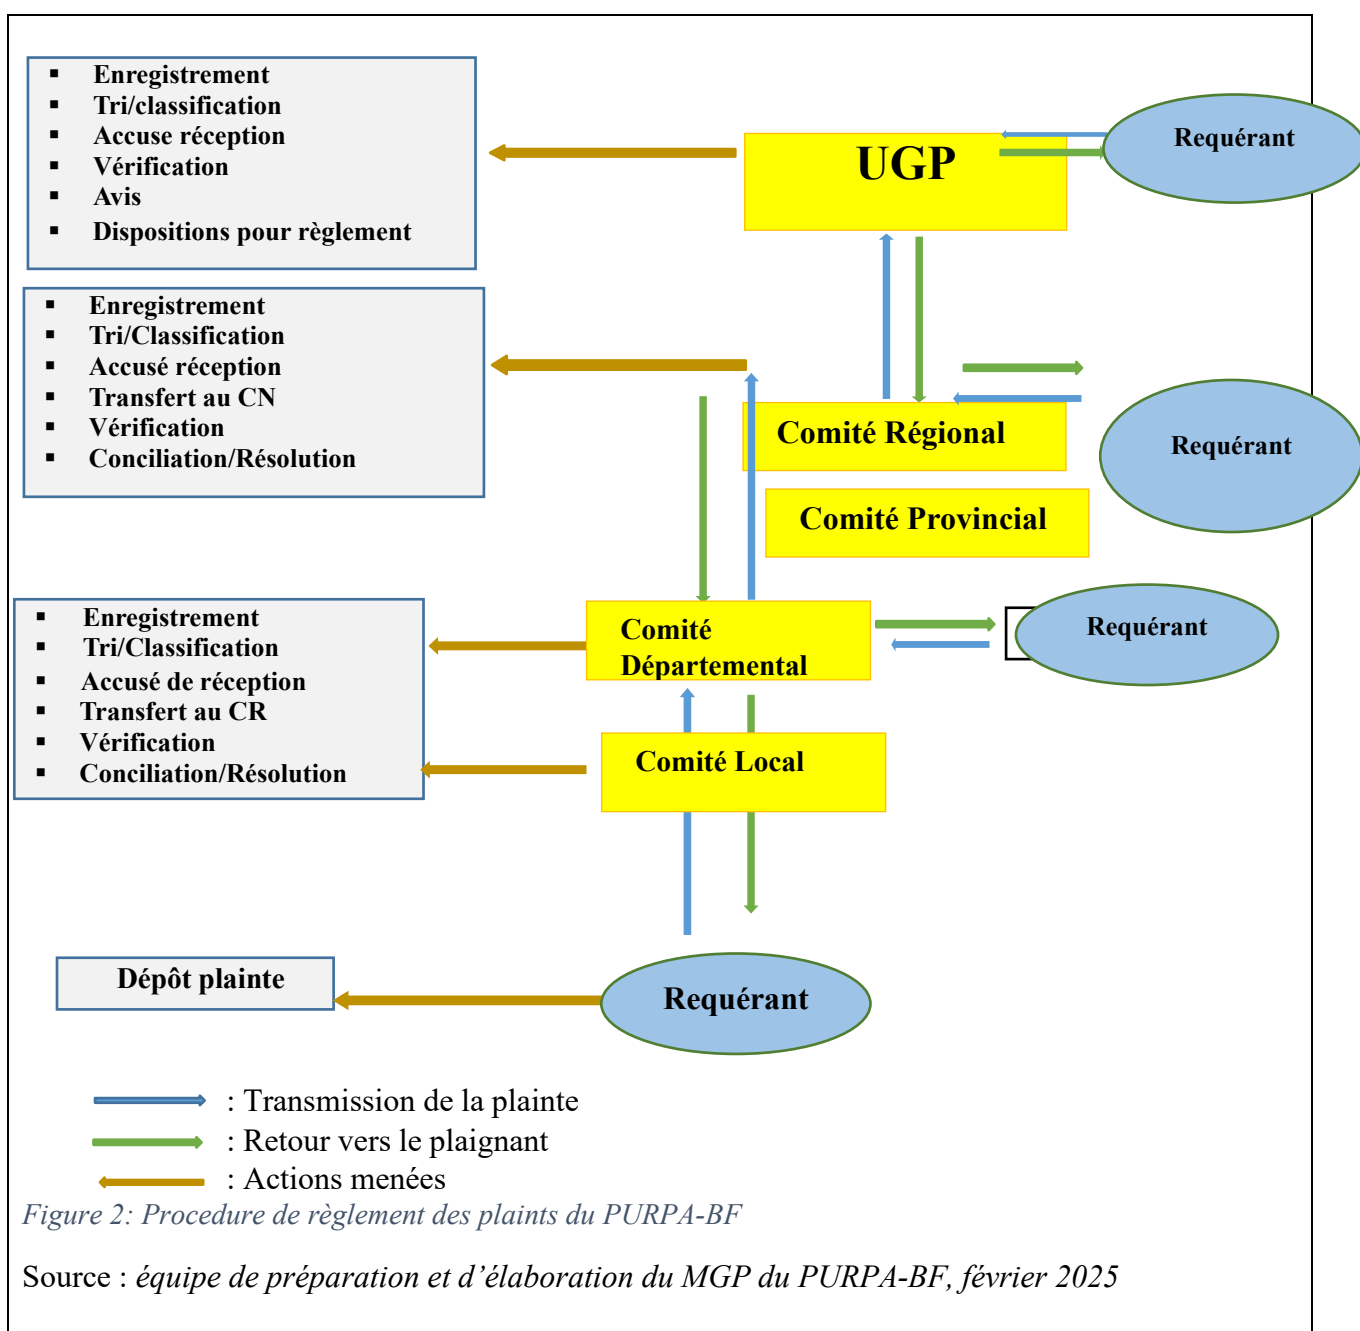 ▪ Enregistrement
▪ Tri/classification
▪ Accuse réception
▪ Vérification
▪ Avis
▪ Dispositions pour règlement
UGP
Requérant
▪ Enregistrement
▪ Tri/Classification
▪ Accusé réception
▪ Transfert au CN
▪ Vérification
▪ Conciliation/Résolution
Comité Régional
Requérant
Comité Provincial
▪ Enregistrement
▪ Tri/Classification
▪ Accusé de réception
▪ Transfert au CR
▪ Vérification
▪ Conciliation/Résolution
Comité
Départemental
Requérant
Comité Local
Dépôt plainte
Requérant
: Transmission de la plainte
: Retour vers le plaignant
: Actions menées
Figure 2: Procedure de règlement des plaints du PURPA-BF
Source : équipe de préparation et d’élaboration du MGP du PURPA-BF, février 2025